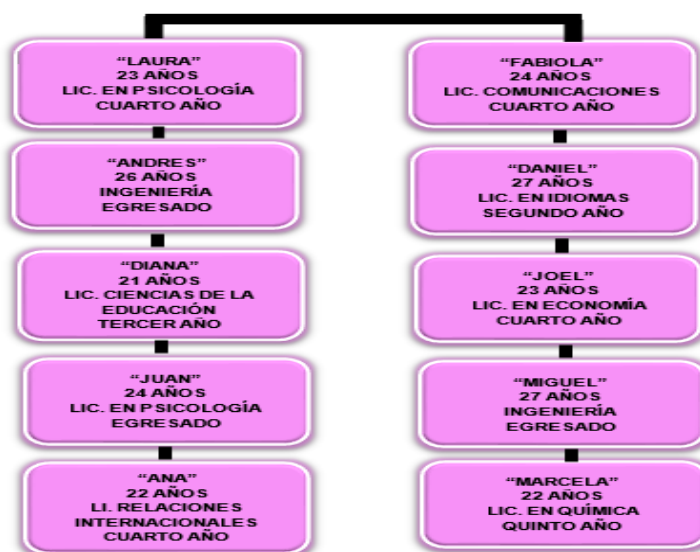 “LAURA”
23 AÑOS
LIC. EN PSICOLOGÍA
CUARTO AÑO
“ANDRES”
26 AÑOS
INGENIERÍA
EGRESADO
“DIANA”
21 AÑOS
LIC. CIENCIAS DE LA
EDUCACIÓN
TERCER AÑO
“JUAN”
24 AÑOS
LIC. EN PSICOLOGÍA
EGRESADO
“ANA”
22 AÑOS
LI. RELACIONES
INTERNACIONALES
CUARTO AÑO
“FABIOLA”
24 AÑOS
LIC. COMUNICACIONES
CUARTO AÑO
“DANIEL”
27 AÑOS
LIC. EN IDIOMAS
SEGUNDO AÑO
“JOEL”
23 AÑOS
LIC. EN ECONOMÍA
CUARTO AÑO
“MIGUEL”
27 AÑOS
INGENIERÍA
EGRESADO
“MARCELA”
22 AÑOS
LIC. EN QUÍMICA
QUINTO AÑO